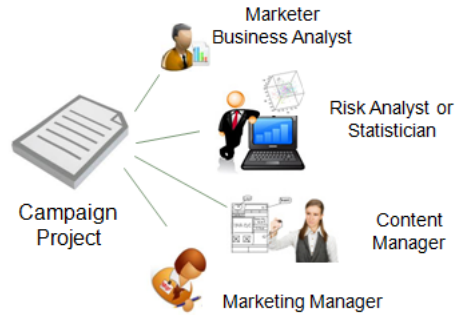 Marketer
Business Analyst
Risk Analyst or
Statistician
Campaign
Project
Content
Manager
Marketing Manager